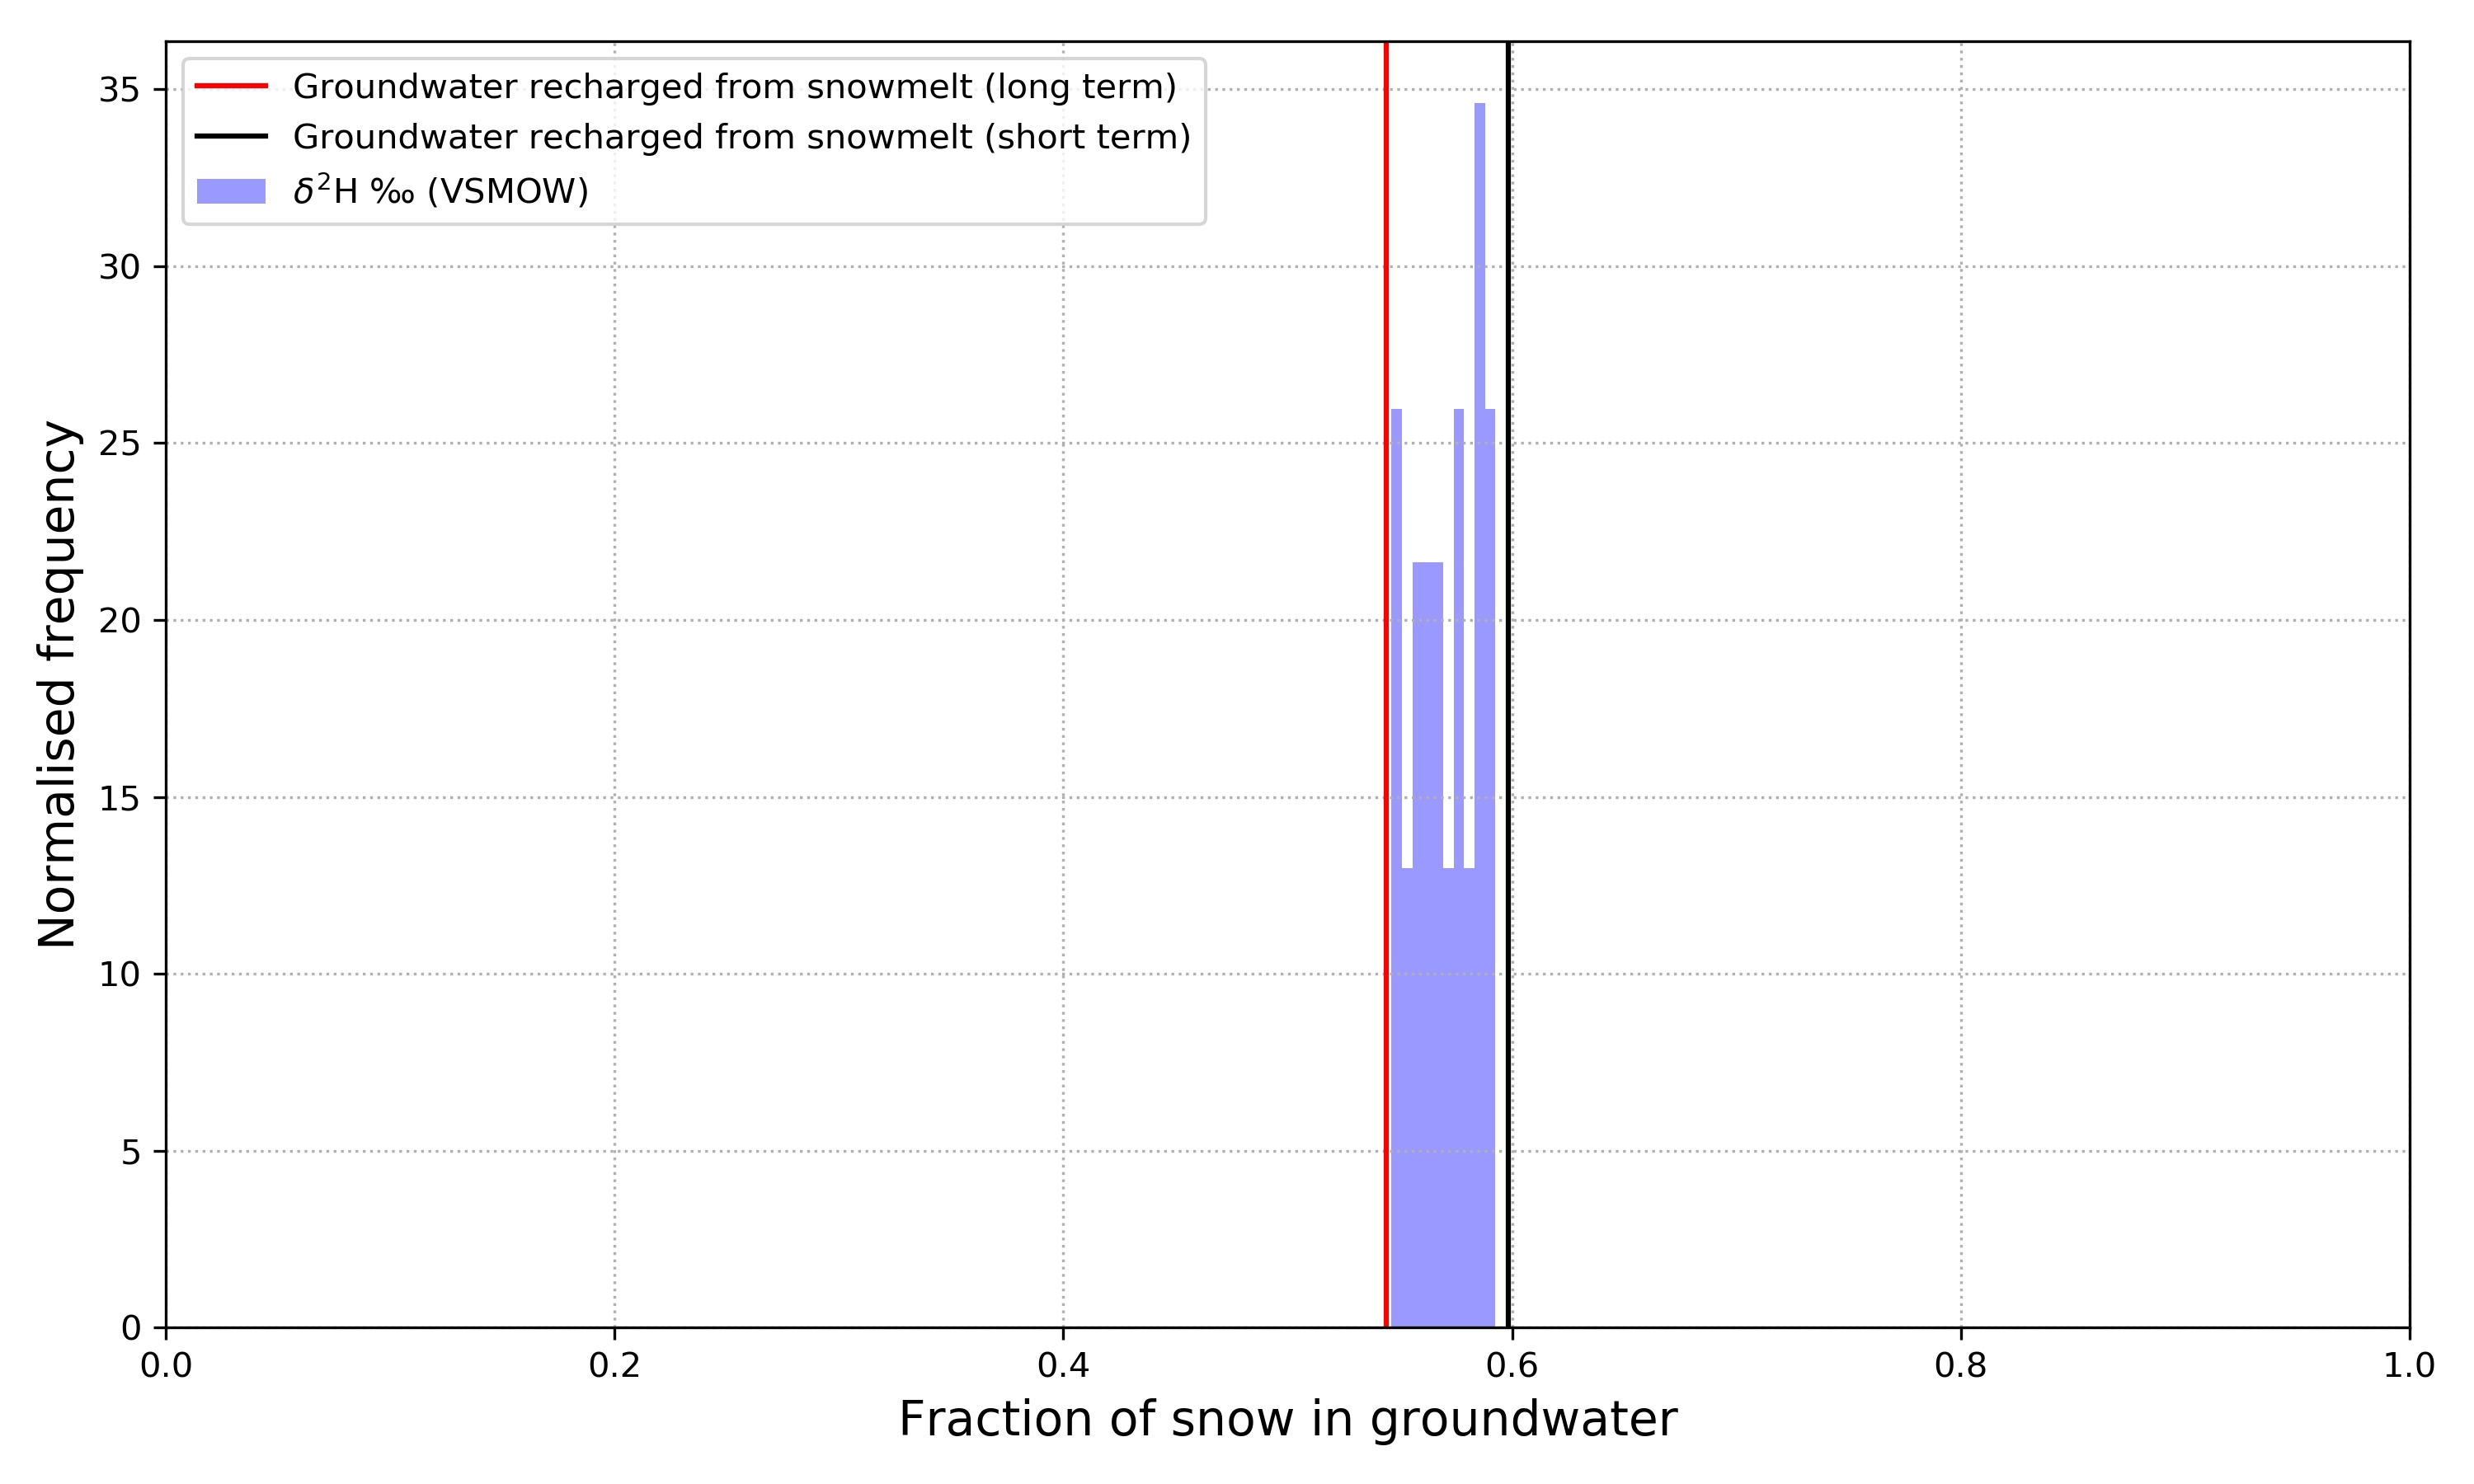 Groundwater recharged from snowmelt (long term)
Groundwater recharged from snowmelt (short term)
δ²H ‰ (VSMOW)
35
30
25
20
15
10
5
0
Normalised frequency
0.0 0.2 0.4 0.6 0.8 1.0
Fraction of snow in groundwater